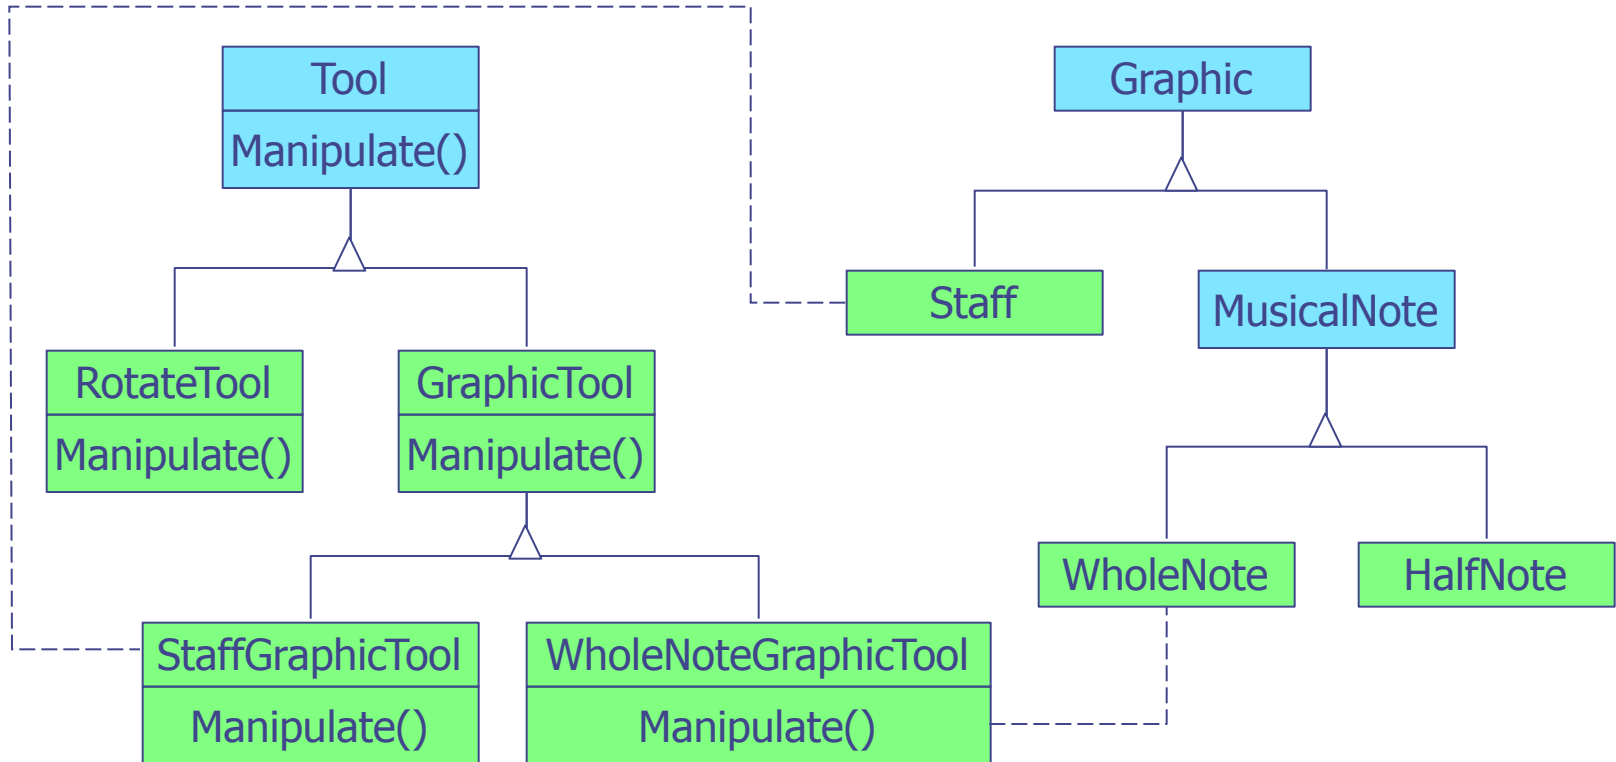 Tool
Manipulate()
Graphic
Staff
MusicalNote
RotateTool
Manipulate()
GraphicTool
Manipulate()
WholeNote
HalfNote
StaffGraphicTool
Manipulate()
WholeNoteGraphicTool
Manipulate()